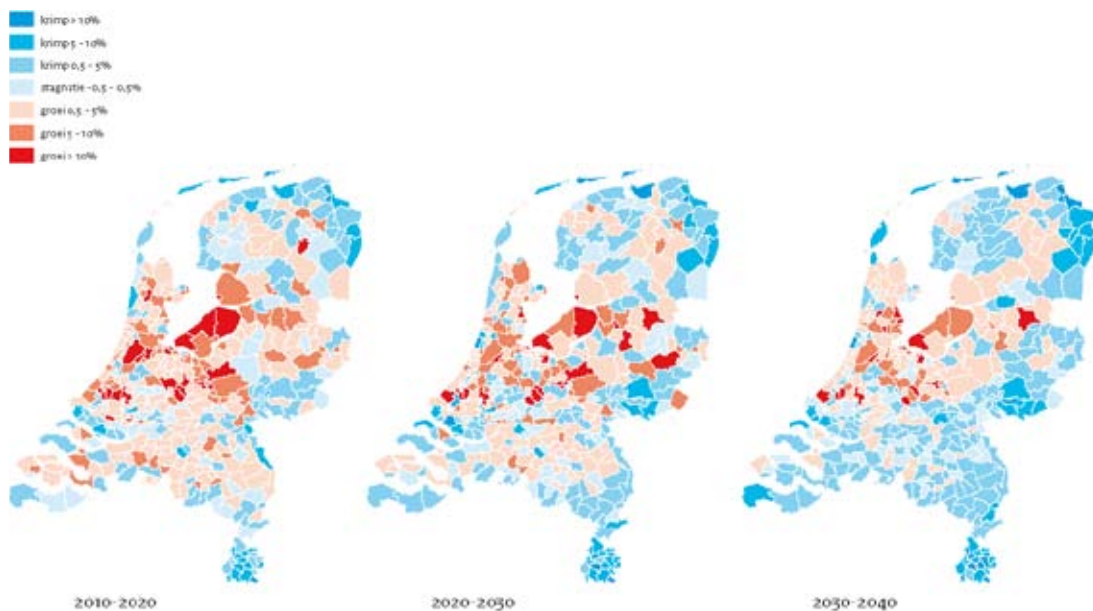 krimp > 10%
krimp 5 - 10%
krimp 0,5 - 5%
stagnatie -0,5 - 0,5%
groei 0,5 - 5%
groei 5 - 10%
groei > 10%
2010-2020
2020-2030
2030-2040